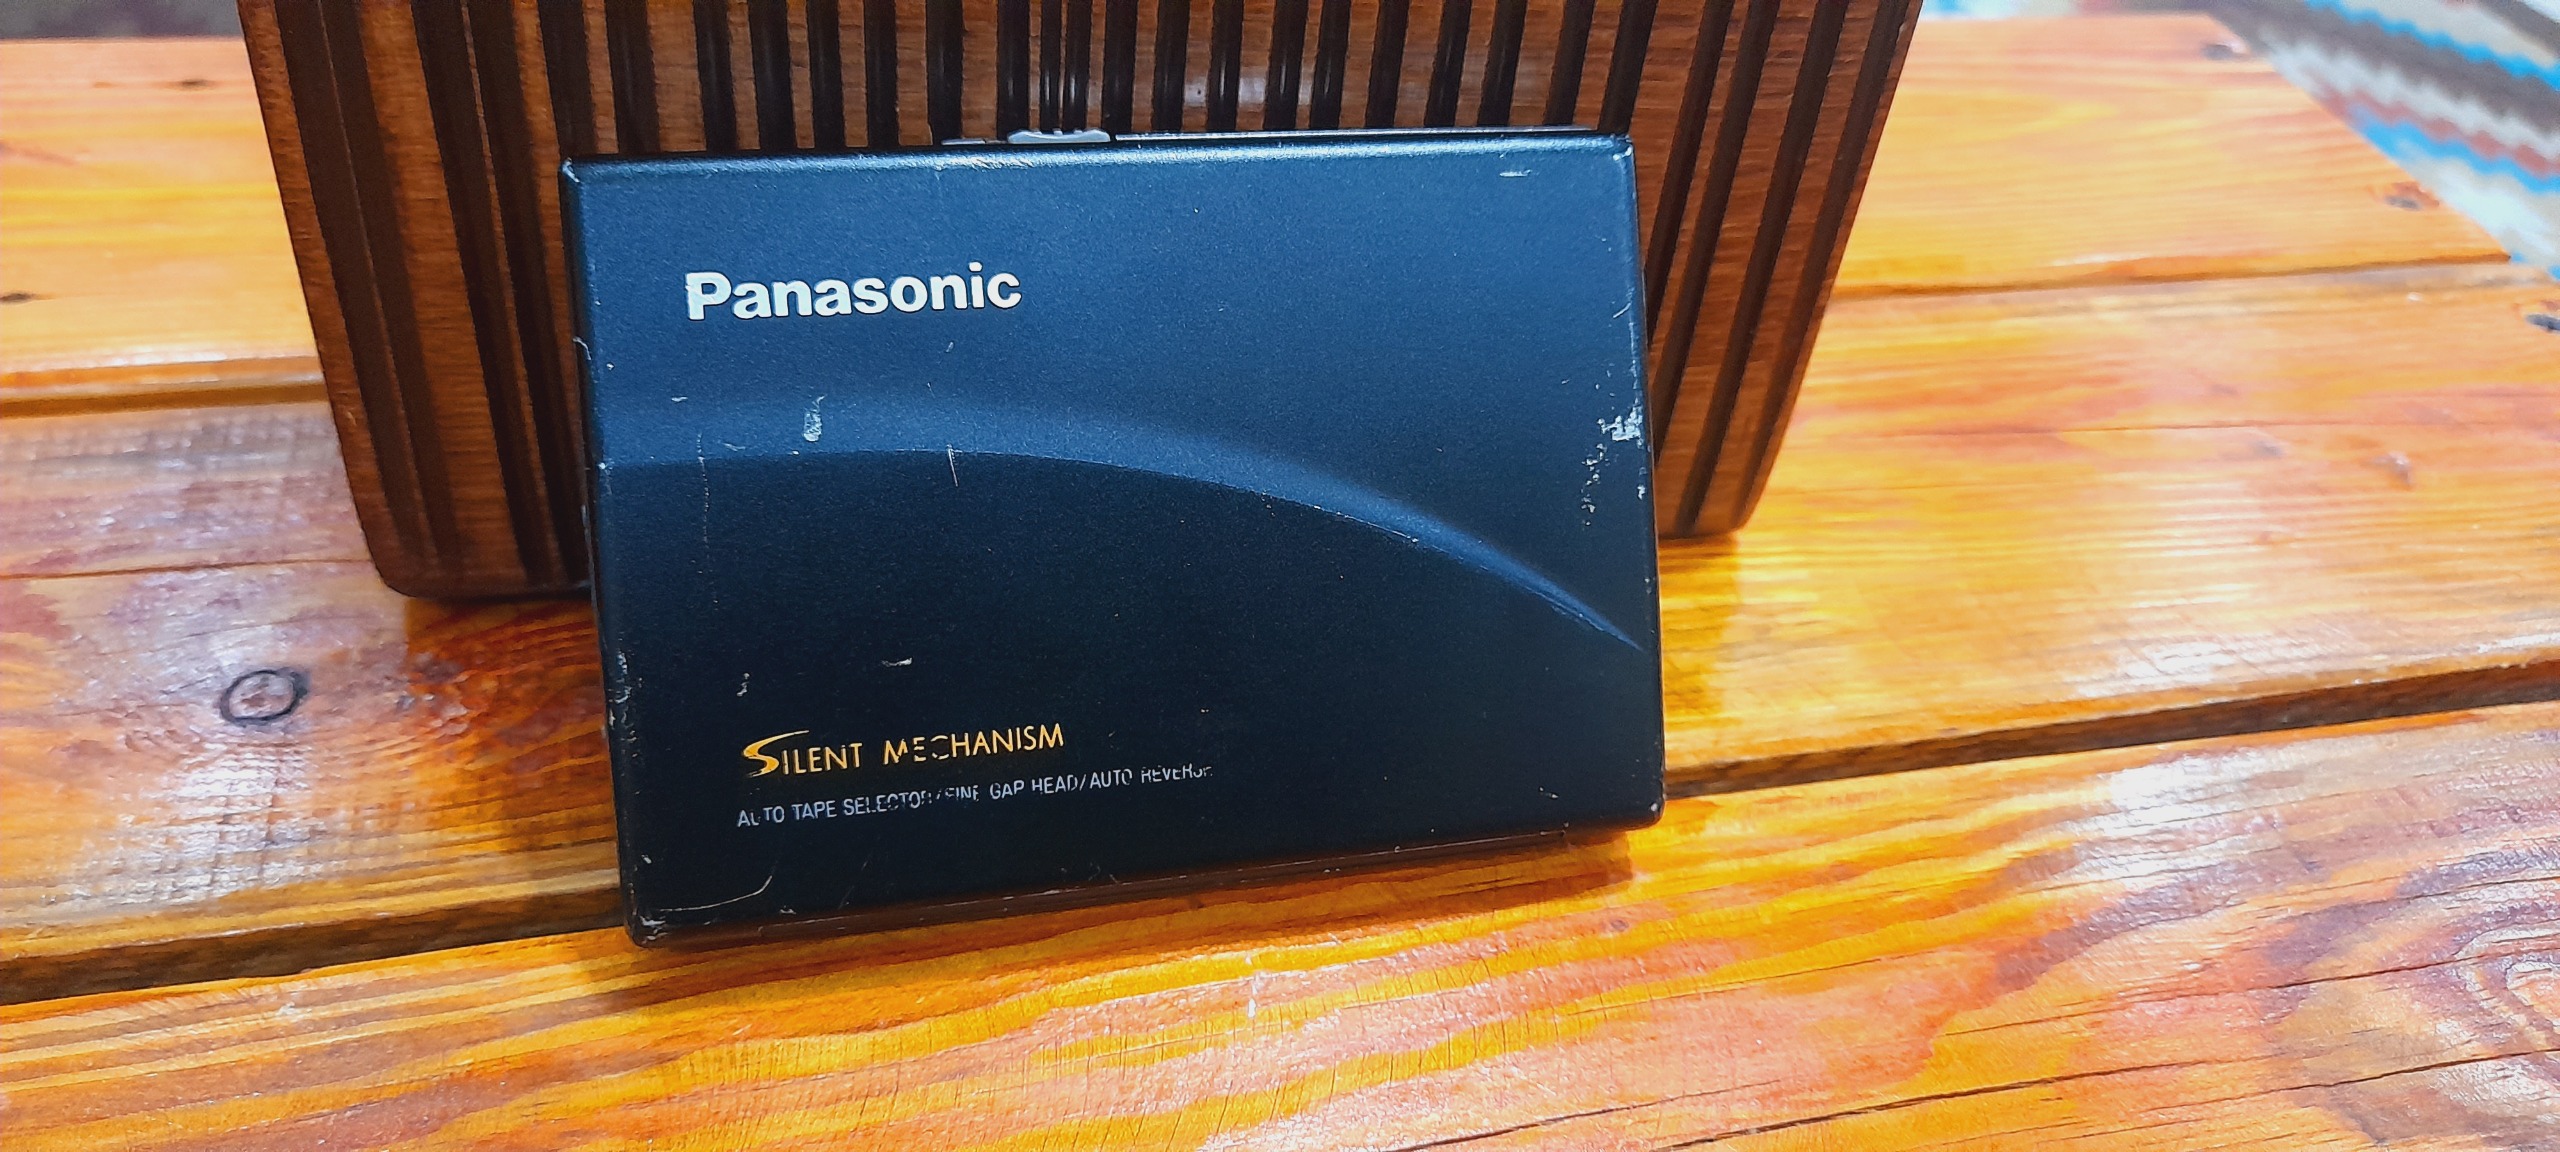 Panasonic
SILENT MECHANISM
AUTO TAPE SELECTOR/FINE GAP HEAD/AUTO REVERSE